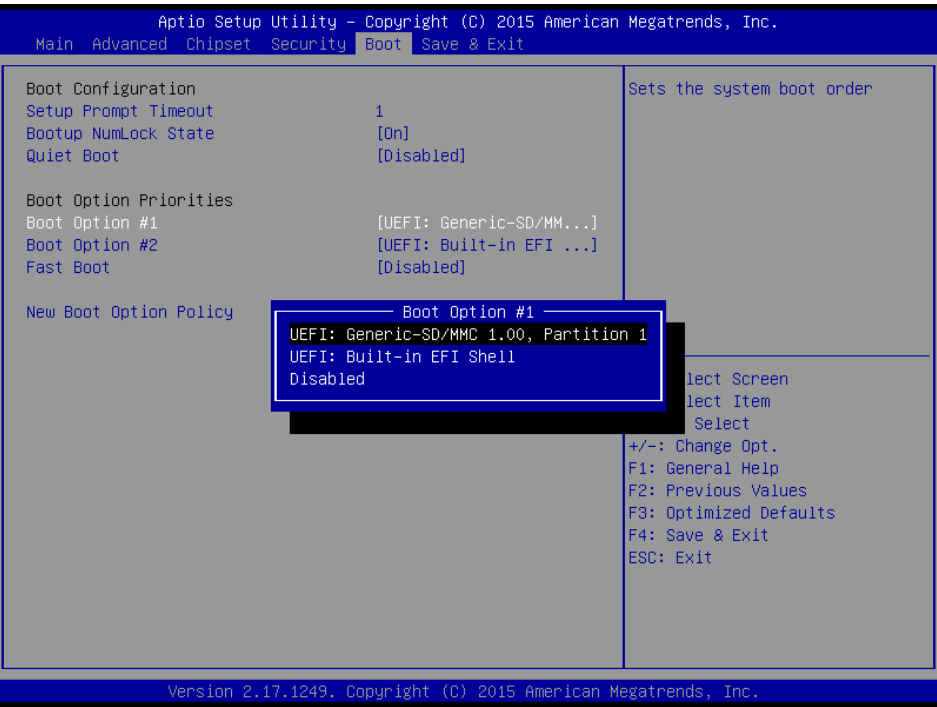 Aptio Setup Utility – Copyright (C) 2015 American Megatrends, Inc.
Main Advanced Chipset Security Boot Save & Exit
Boot Configuration
Setup Prompt Timeout 1
Bootup NumLock State [On]
Quiet Boot [Disabled]
Boot Option Priorities
Boot Option #1 [UEFI: Generic-SD/MM...]
Boot Option #2 [UEFI: Built-in EFI ...]
Fast Boot [Disabled]
New Boot Option Policy
Boot Option #1
UEFI: Generic-SD/MMC 1.00, Partition 1
UEFI: Built-in EFI Shell
Disabled
Sets the system boot order
lect Screen
lect Item
Select
+/-: Change Opt.
F1: General Help
F2: Previous Values
F3: Optimized Defaults
F4: Save & Exit
ESC: Exit
Version 2.17.1249. Copyright (C) 2015 American Megatrends, Inc.